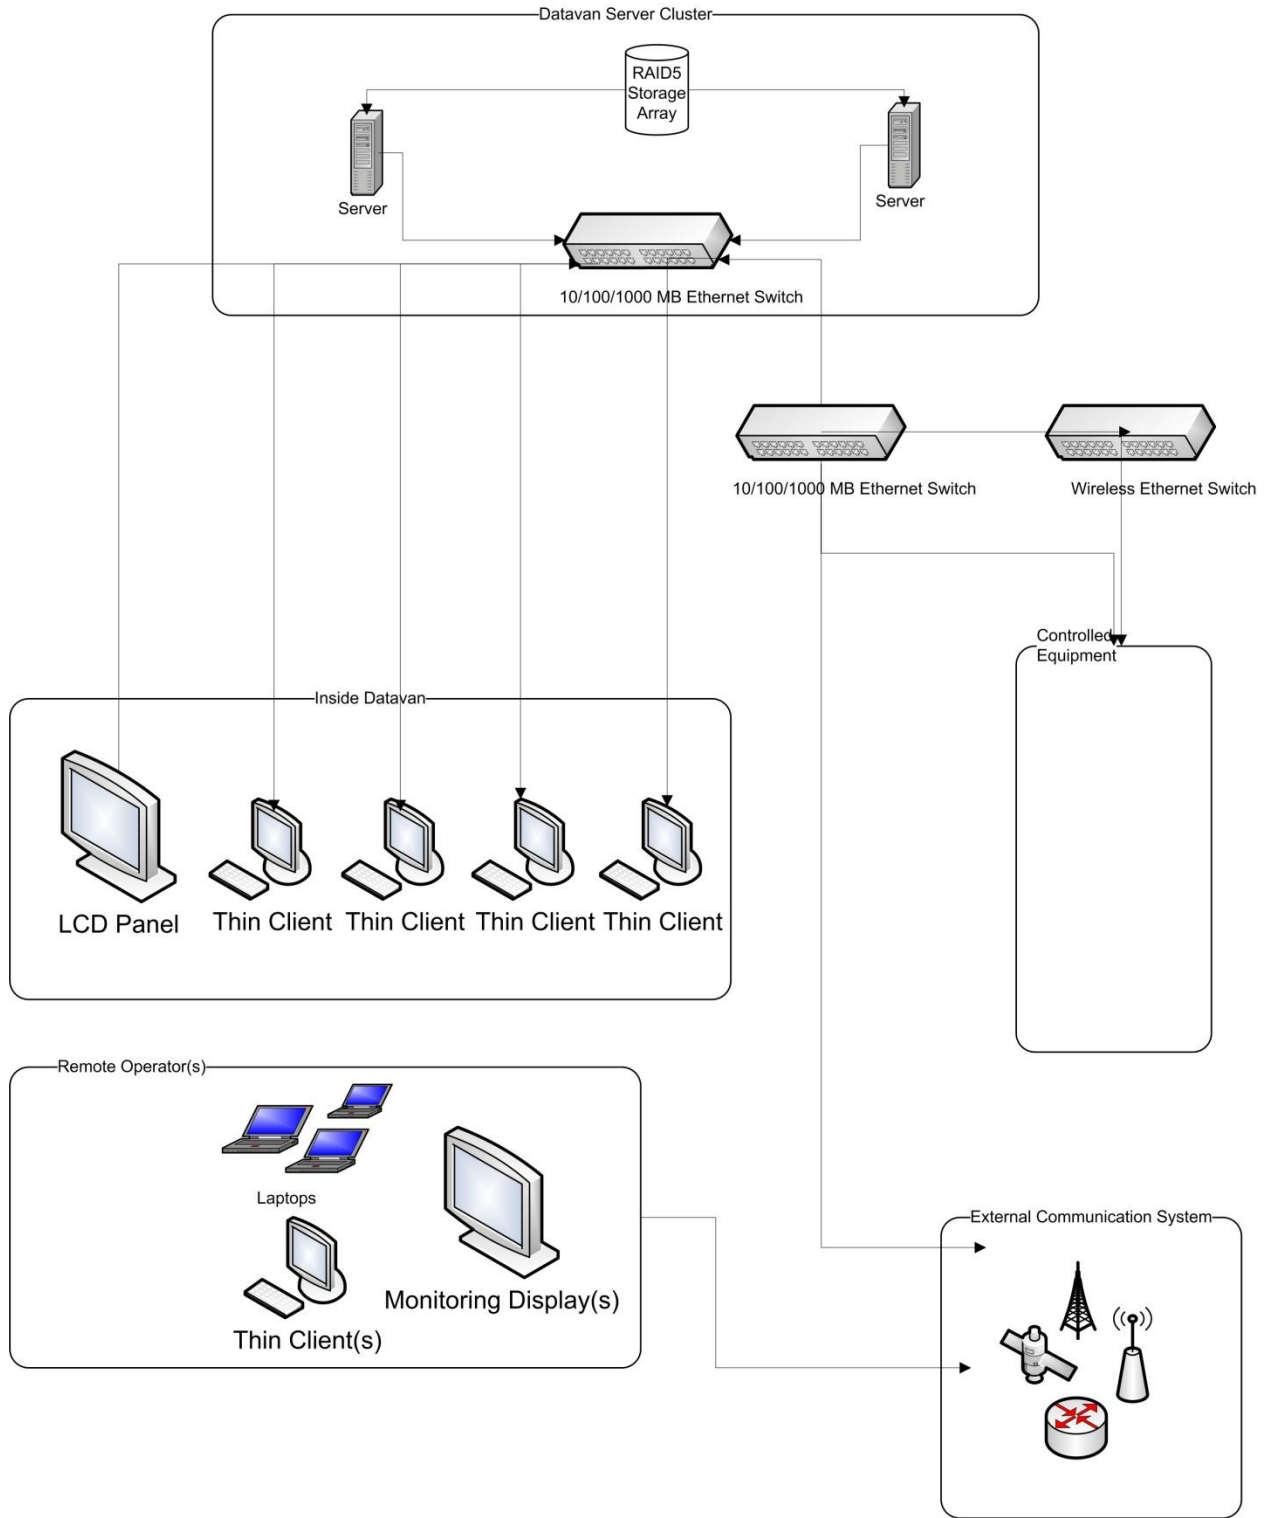 Datavan Server Cluster
RAID5
Storage
Array
Server
Server
10/100/1000 MB Ethernet Switch
10/100/1000 MB Ethernet Switch
Wireless Ethernet Switch
Controlled
Equipment
Inside Datavan
LCD Panel
Thin Client
Thin Client
Thin Client
Thin Client
Remote Operator(s)
Laptops
Monitoring Display(s)
Thin Client(s)
External Communication System